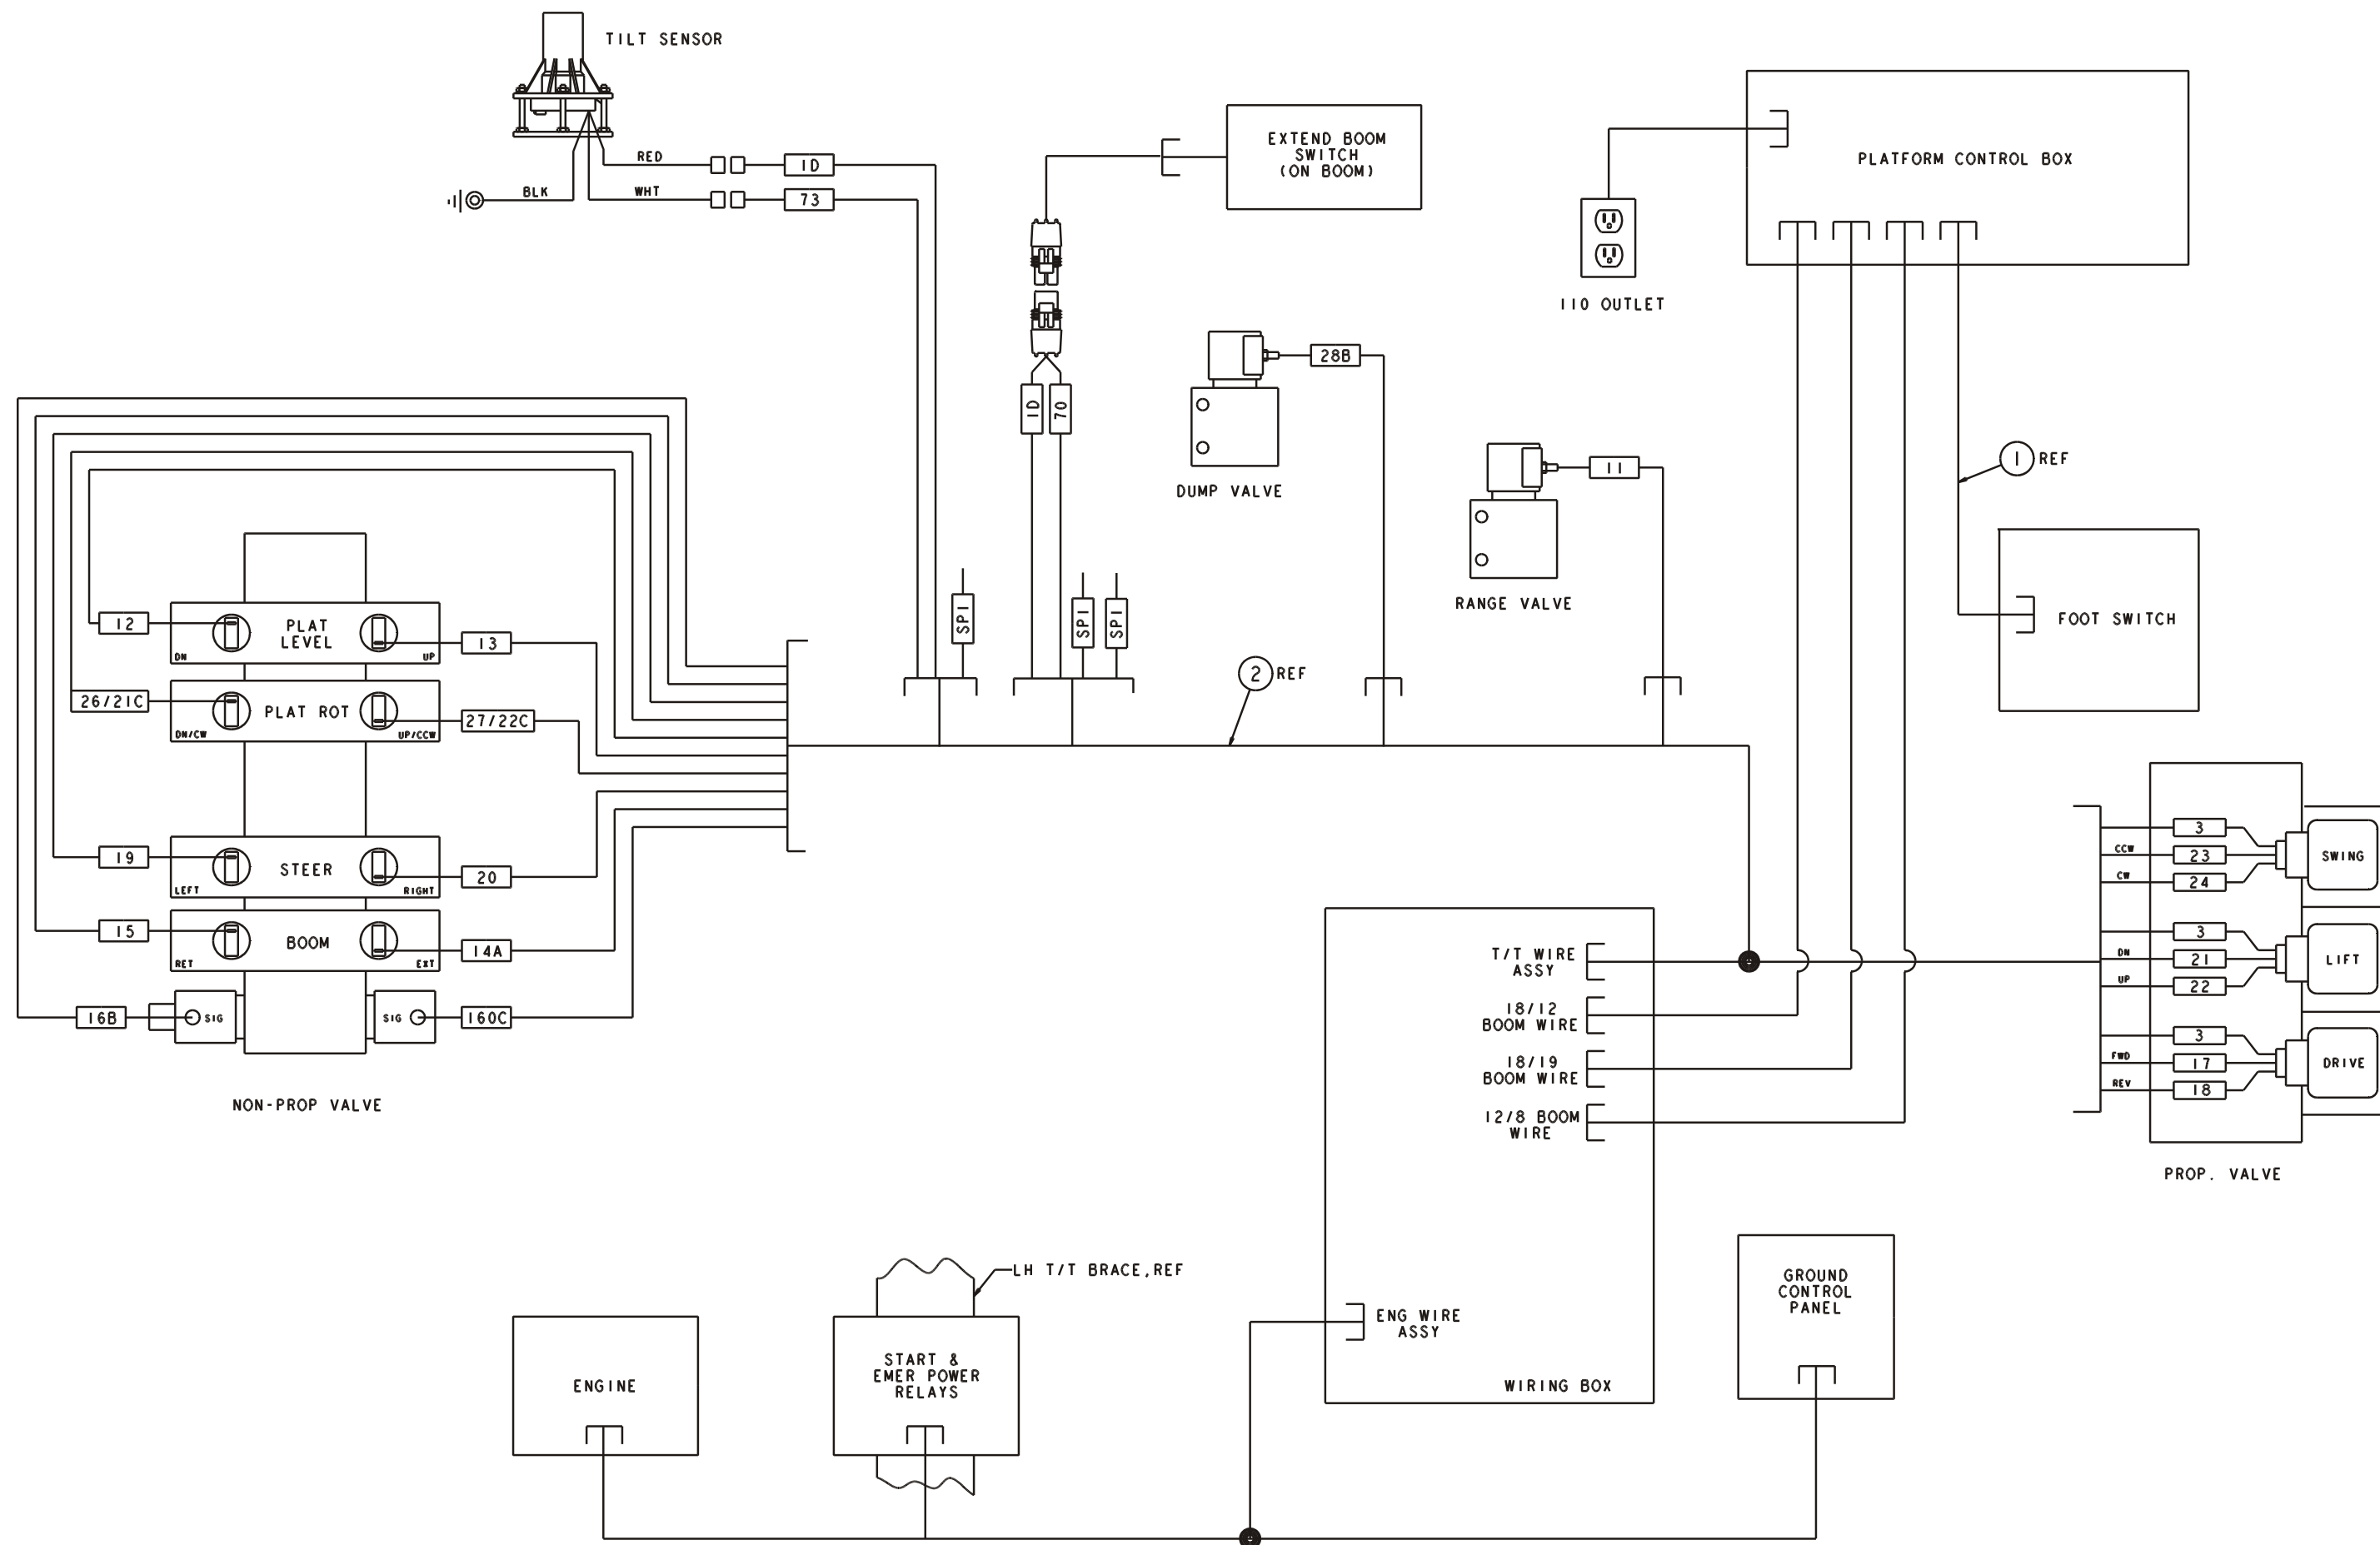 TILT SENSOR
RED
1D
BLK
WHT
73
EXTEND BOOM
SWITCH
(ON BOOM)
PLATFORM CONTROL BOX
110 OUTLET
1D
70
28B
DUMP VALVE
11
RANGE VALVE
1 REF
FOOT SWITCH
SP1
SP1
SP1
2 REF
12
PLAT
LEVEL
DN
UP
13
26/21C
PLAT ROT
DN/CW
UP/CCW
27/22C
19
STEER
LEFT
RIGHT
20
15
BOOM
RET
EXT
14A
16B
SIG
SIG
160C
NON-PROP VALVE
3
CCW
23
CW
24
SWING
3
DN
21
UP
22
LIFT
3
FWD
17
REV
18
DRIVE
PROP. VALVE
T/T WIRE
ASSY
18/12
BOOM WIRE
18/19
BOOM WIRE
12/8 BOOM
WIRE
ENG WIRE
ASSY
WIRING BOX
GROUND
CONTROL
PANEL
LH T/T BRACE,REF
ENGINE
START &
EMER POWER
RELAYS